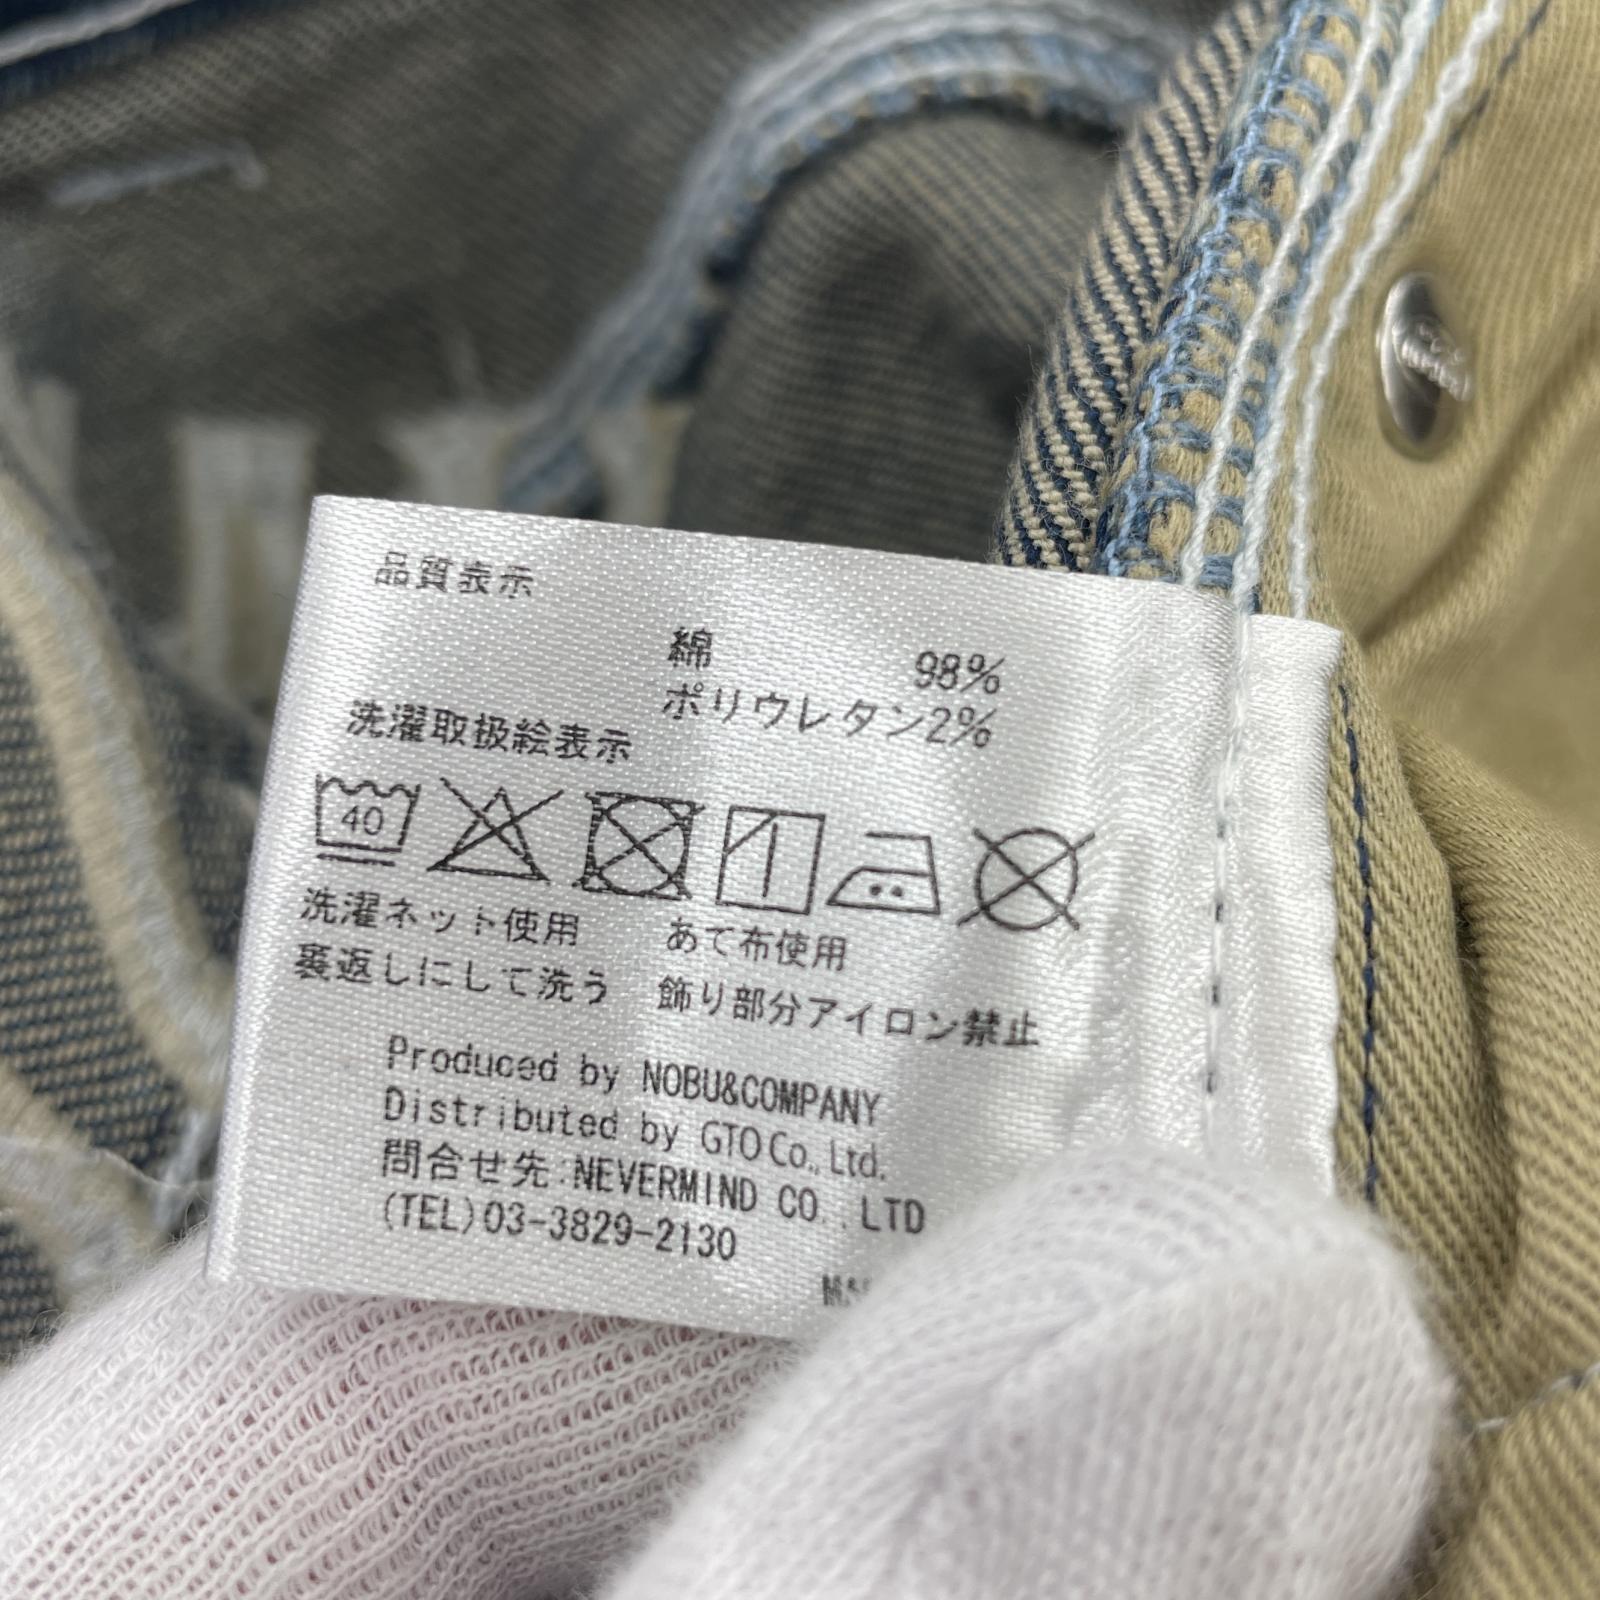 品質表示
綿 98%
ポリウレタン2%
洗濯取扱絵表示
40
洗濯ネット使用 あて布使用
裏返しにして洗う 飾り部分アイロン禁止
Produced by NOBU&COMPANY
Distributed by GTO Co., Ltd.
問合せ先:NEVERMIND CO., LTD
(TEL)03-3829-2130